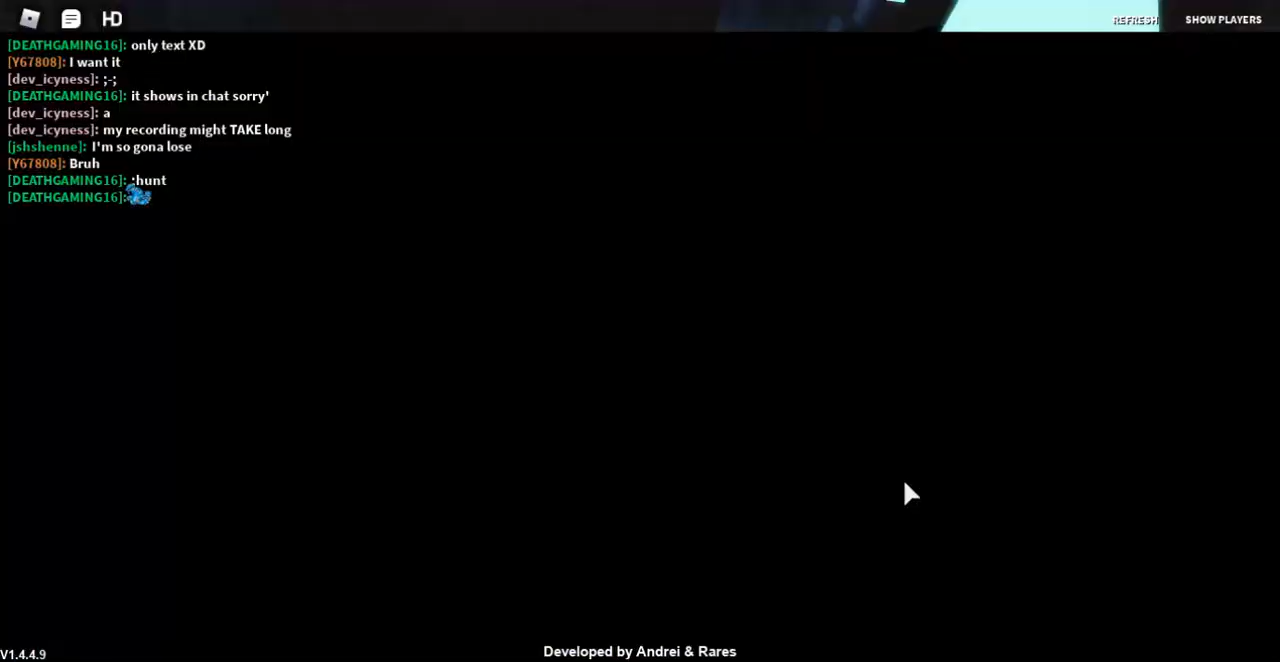 HD
REFRESH
SHOW PLAYERS
[DEATHGAMING16]: only text XD
[Y67808]: I want it
[dev_icyness]: ;-;
[DEATHGAMING16]: it shows in chat sorry'
[dev_icyness]: a
[dev_icyness]: my recording might TAKE long
[jshshenne]: I'm so gona lose
[Y67808]: Bruh
[DEATHGAMING16]: :hunt
[DEATHGAMING16]:
V1.4.4.9
Developed by Andrei & Rares